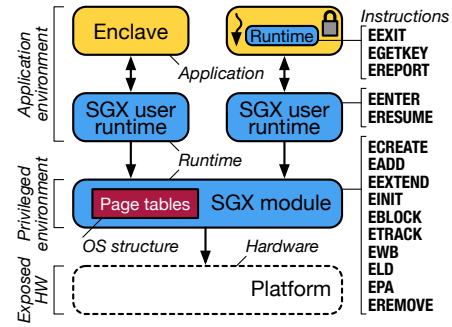 Instructions
Enclave
Runtime
EEXIT
EGETKEY
EREPORT
Application
environment
Application
SGX user
runtime
SGX user
runtime
EENTER
ERESUME
Runtime
Privileged
environment
Page tables
SGX module
OS structure
ECREATE
EADD
EEXTEND
EINIT
EBLOCK
ETRACK
EWB
ELD
EPA
EREMOVE
Hardware
Exposed
HW
Platform